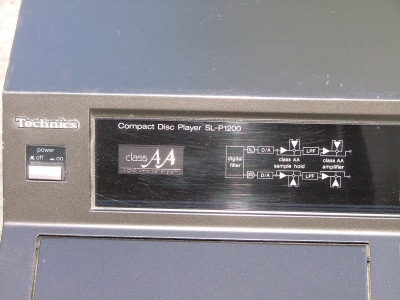 Technics
Compact Disc Player SL-P1200
power
off on
class AA
digital
filter
L D/A LPF
class AA
sample hold
class AA
amplifier
R D/A LPF